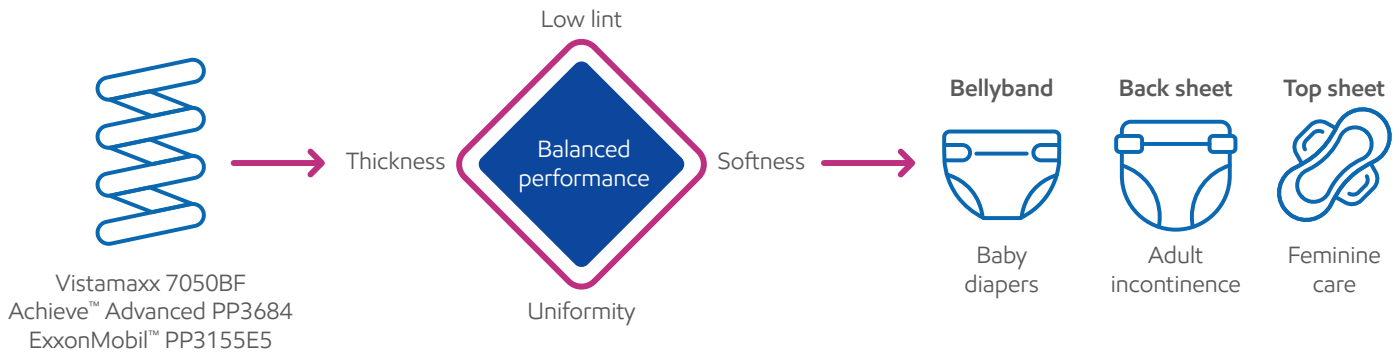 Vistamaxx 7050BF
Achieve™ Advanced PP3684
ExxonMobil™ PP3155E5
Low lint
Thickness
Balanced
performance
Softness
Uniformity
Bellyband
Baby
diapers
Back sheet
Adult
incontinence
Top sheet
Feminine
care